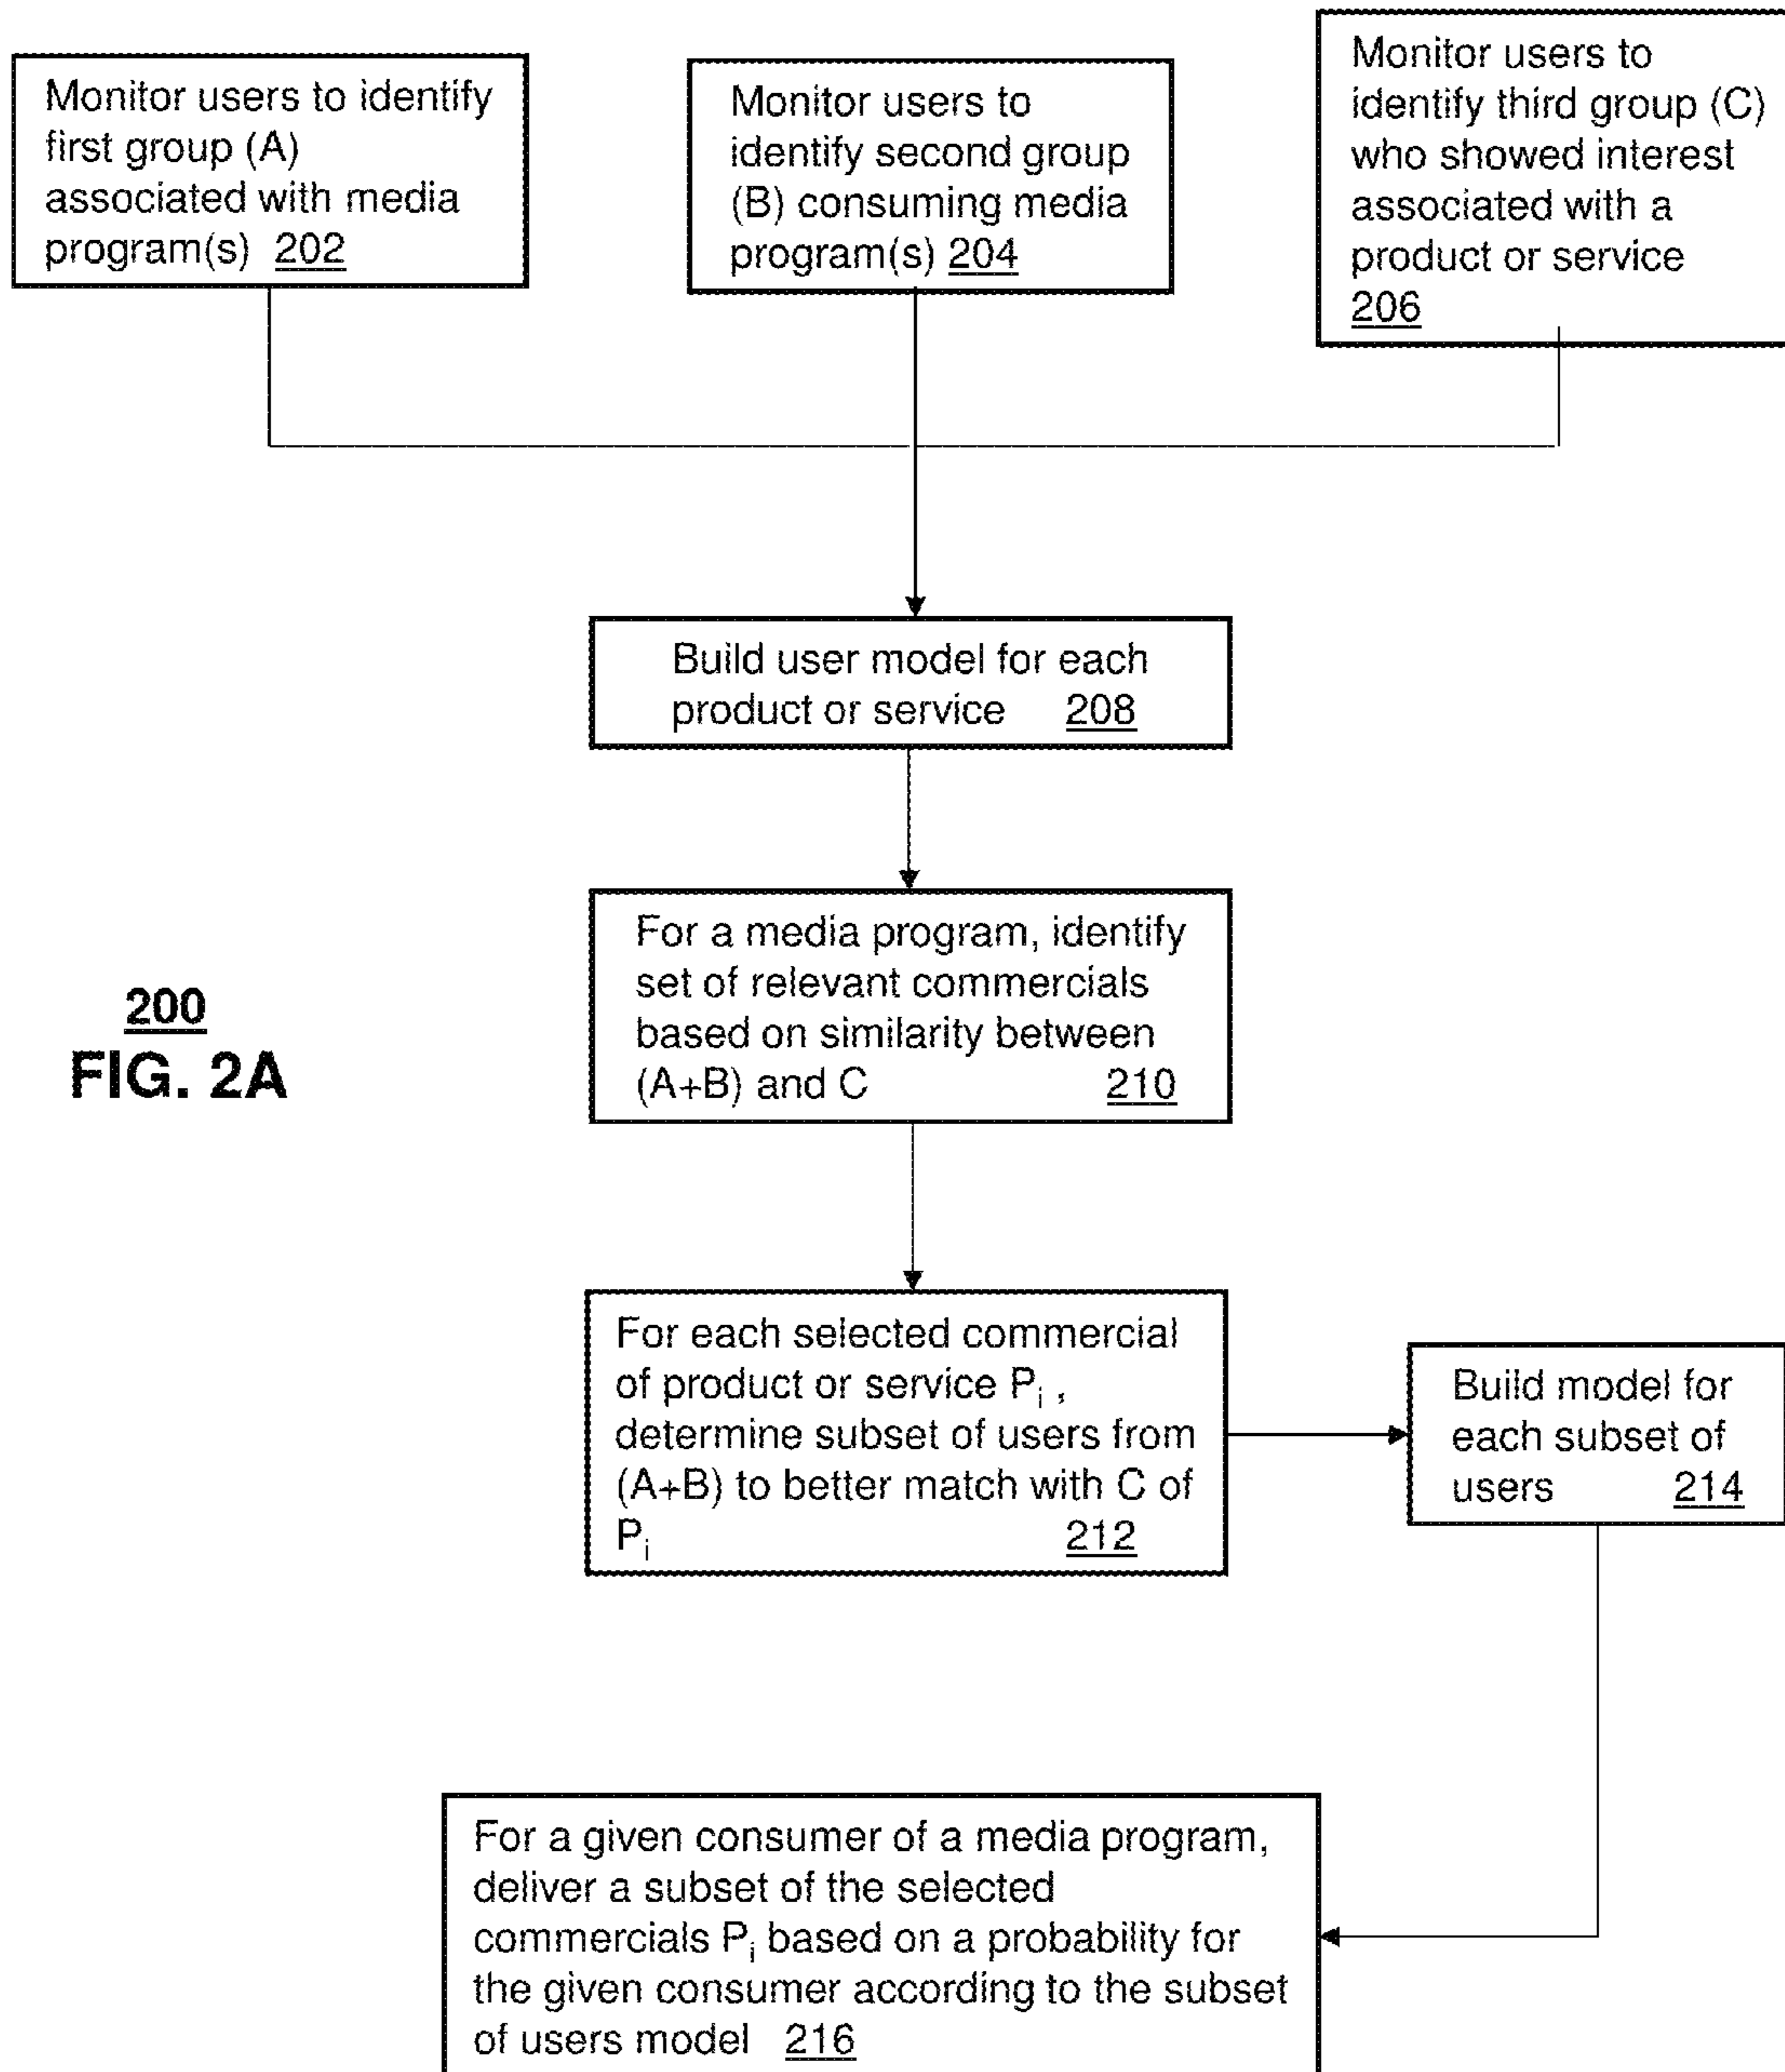 Monitor users to identify
first group (A)
associated with media
program(s) 202
Monitor users to
identify second group
(B) consuming media
program(s) 204
Monitor users to
identify third group (C)
who showed interest
associated with a
product or service
206
Build user model for each
product or service 208
For a media program, identify
set of relevant commercials
based on similarity between
(A+B) and C 210
200
FIG. 2A
For each selected commercial
of product or service Pi ,
determine subset of users from
(A+B) to better match with C of
Pi 212
Build model for
each subset of
users 214
For a given consumer of a media program,
deliver a subset of the selected
commercials Pi based on a probability for
the given consumer according to the subset
of users model 216